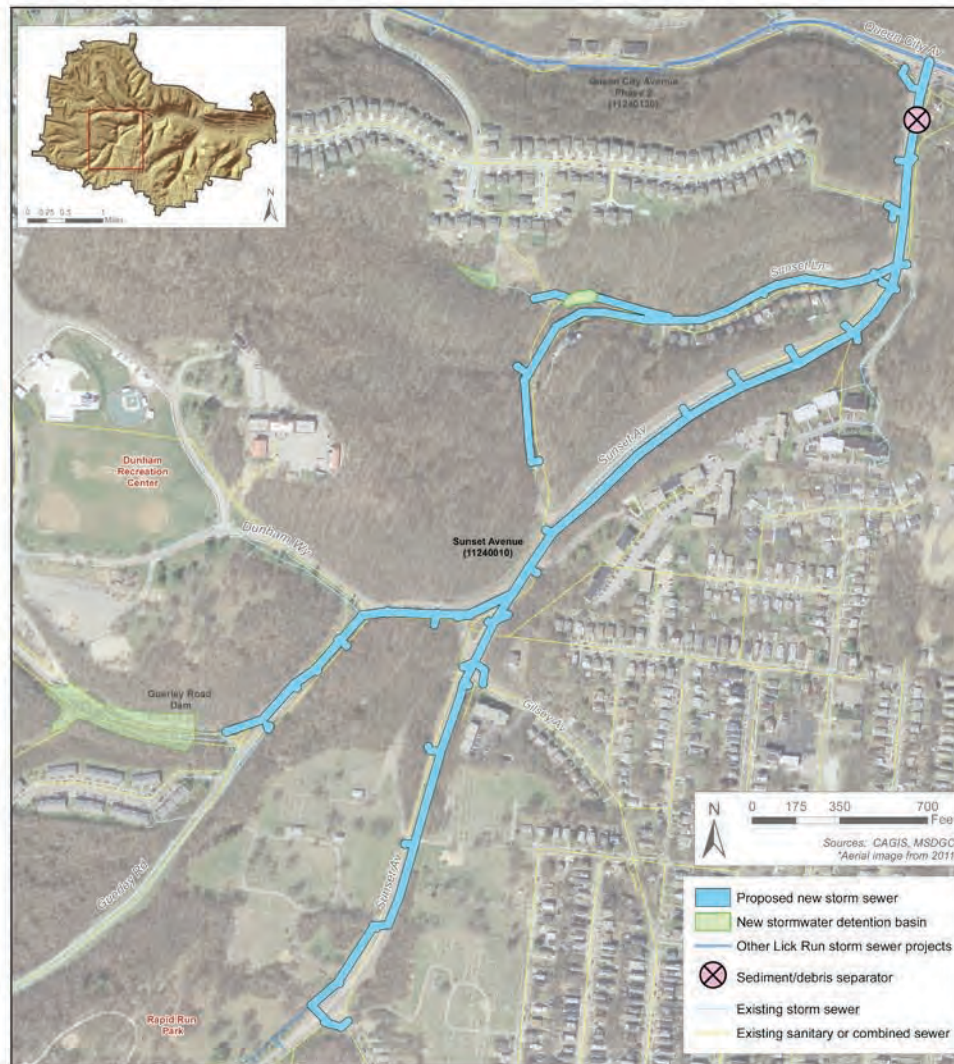 Queen City Av
Queen City Avenue
Phase 2
(11240130)
N
0 0.25 0.5 1
Miles
Sunset Ln
Sunset Av
Dunham
Recreation
Center
Dunham Wy
Sunset Avenue
(11240010)
Guerley Road
Dam
Gilsey Av
Guerley Rd
Sunset Av
Rapid Run
Park
N
0 175 350 700
Feet
Sources: CAGIS, MSDGC
*Aerial image from 2011
Proposed new storm sewer
New stormwater detention basin
Other Lick Run storm sewer projects
Sediment/debris separator
Existing storm sewer
Existing sanitary or combined sewer